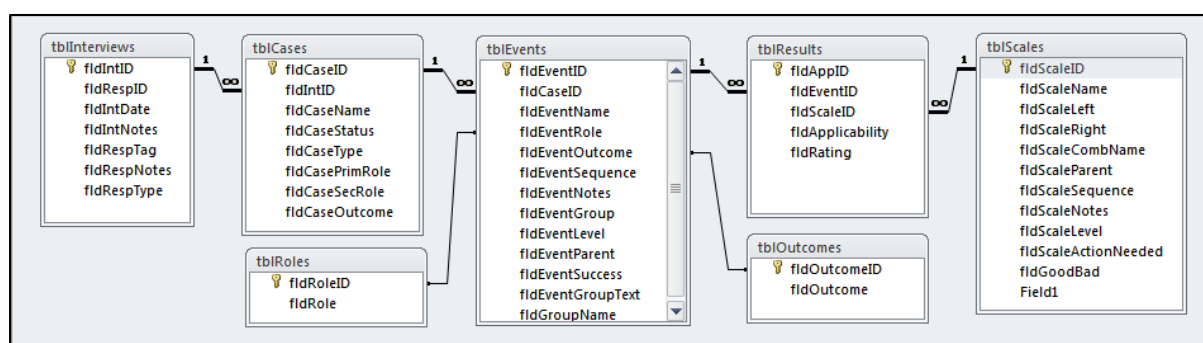 tblInterviews
fldIntID
fldRespID
fldIntDate
fldIntNotes
fldRespTag
fldRespNotes
fldRespType
1
∞
tblCases
fldCaseID
fldIntID
fldCaseName
fldCaseStatus
fldCaseType
fldCasePrimRole
fldCaseSecRole
fldCaseOutcome
1
∞
tblRoles
fldRoleID
fldRole
tblEvents
fldEventID
fldCaseID
fldEventName
fldEventRole
fldEventOutcome
fldEventSequence
fldEventNotes
fldEventGroup
fldEventLevel
fldEventParent
fldEventSuccess
fldEventGroupText
fldGroupName
1
∞
tblResults
fldAppID
fldEventID
fldScaleID
fldApplicability
fldRating
tblOutcomes
fldOutcomeID
fldOutcome
1
∞
tblScales
fldScaleID
fldScaleName
fldScaleLeft
fldScaleRight
fldScaleCombName
fldScaleParent
fldScaleSequence
fldScaleNotes
fldScaleLevel
fldScaleActionNeeded
fldGoodBad
Field1